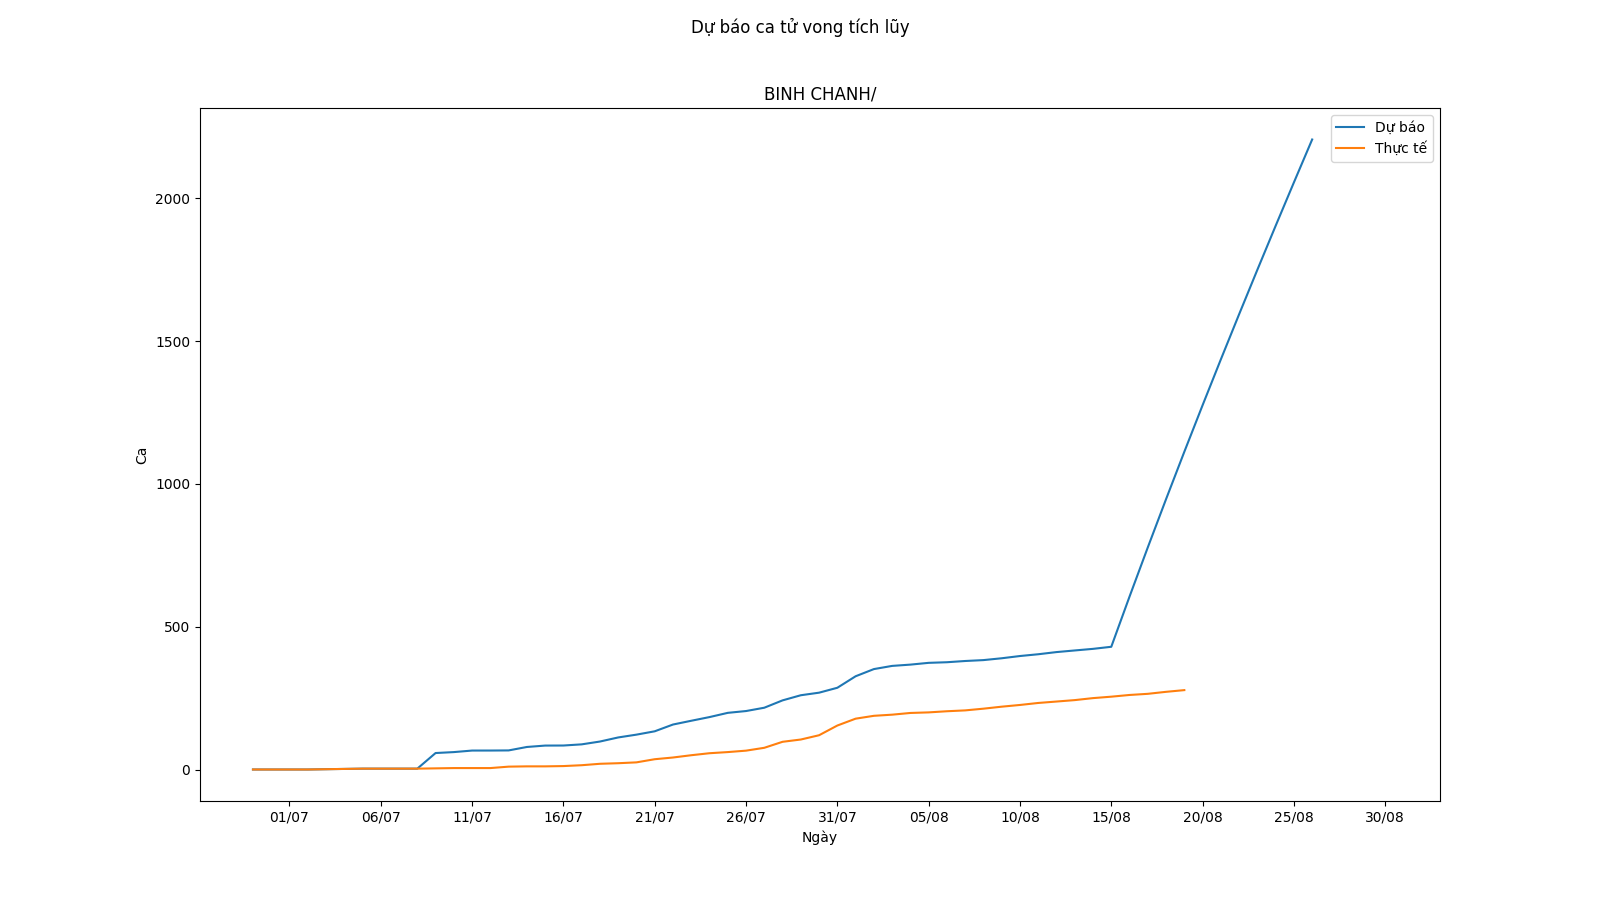 Dự báo ca tử vong tích lũy
BINH CHANH/
Dự báo
Thực tế
2000
1500
1000
500
0
Ca
01/07 06/07 11/07 16/07 21/07 26/07 31/07 05/08 10/08 15/08 20/08 25/08 30/08
Ngày